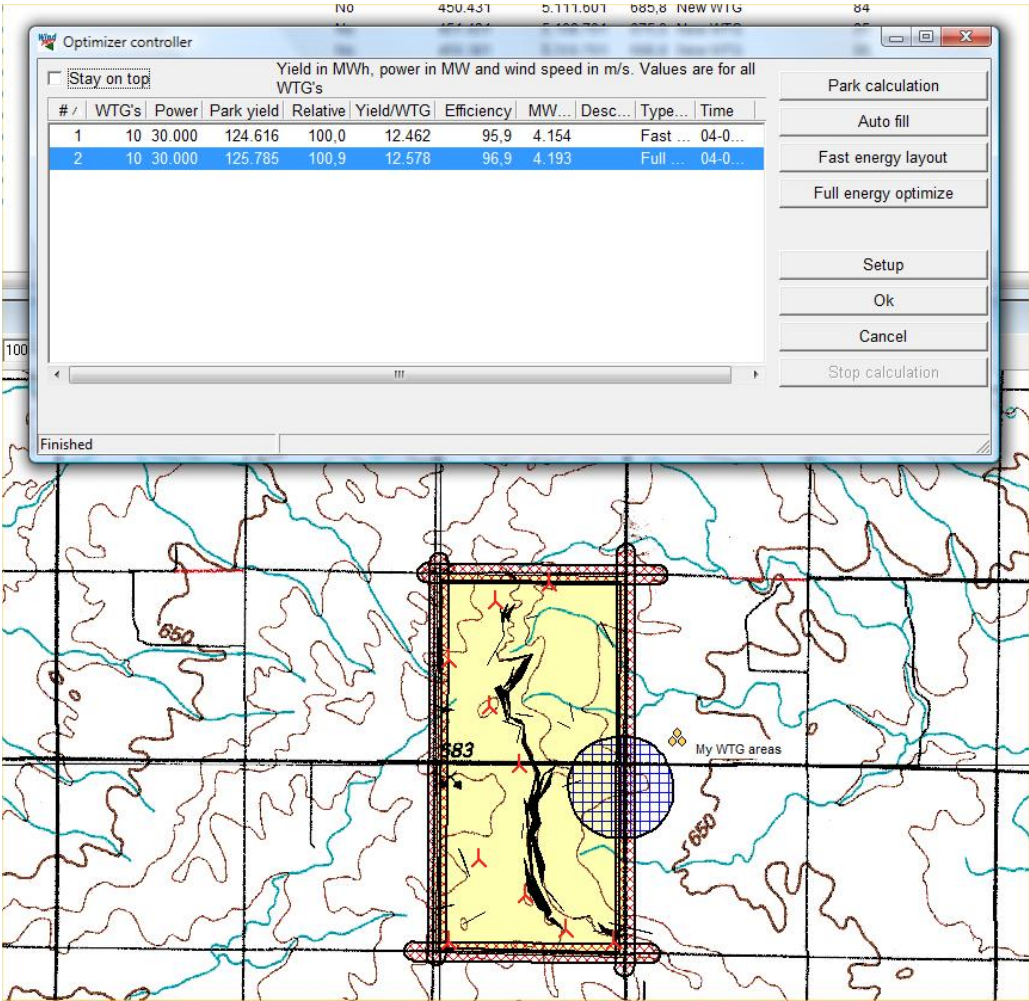 No 450.431 5.111.601 685,8 New WTG 84
Optimizer controller
Stay on top
Yield in MWh, power in MW and wind speed in m/s. Values are for all
WTG's
# WTG's Power Park yield Relative Yield/WTG Efficiency MW... Desc... Type... Time
1 10 30.000 124.616 100,0 12.462 95,9 4.154 Fast ... 04-0...
2 10 30.000 125.785 100,9 12.578 96,9 4.193 Full ... 04-0...
Park calculation
Auto fill
Fast energy layout
Full energy optimize
Setup
Ok
Cancel
Stop calculation
Finished
100
650
683
My WTG areas
650